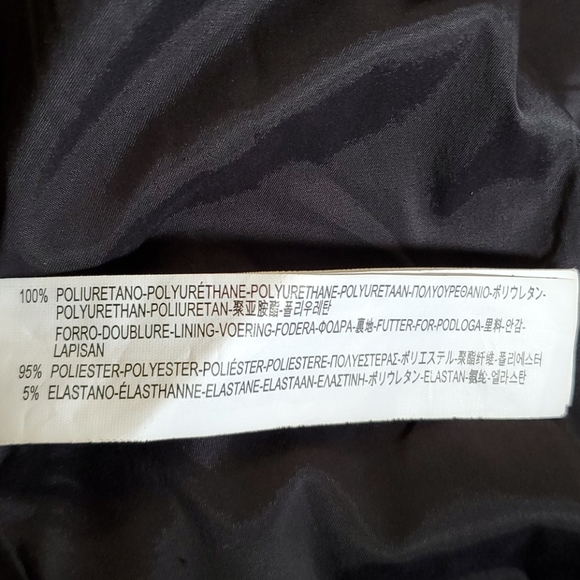 100% POLIURETANO-POLYURÉTHANE-POLYURETHANE-POLYURETAAN-ΠΟΛΥΟΥΡΕΘΑΝΙΟ-ポリウレタン-
POLYURETHAN-POLIURETAN-聚亚胺酯-폴리우레탄
FORRO-DOUBLURE-LINING-VOERING-FODERA-ΦΟΔΡΑ-裏地-FUTTER-FOR-PODLOGA-里料-안감-
LAPISAN
95% POLIESTER-POLYESTER-POLIÉSTER-POLIESTERE-ΠΟΛΥΕΣΤΕΡΑΣ-ポリエステル-聚酯纤维-폴리에스터
5% ELASTANO-ÉLASTHANNE-ELASTANE-ELASTAAN-ΕΛΑΣΤΙΝΗ-ポリウレタン-ELASTAN-氨纶-엘라스탄